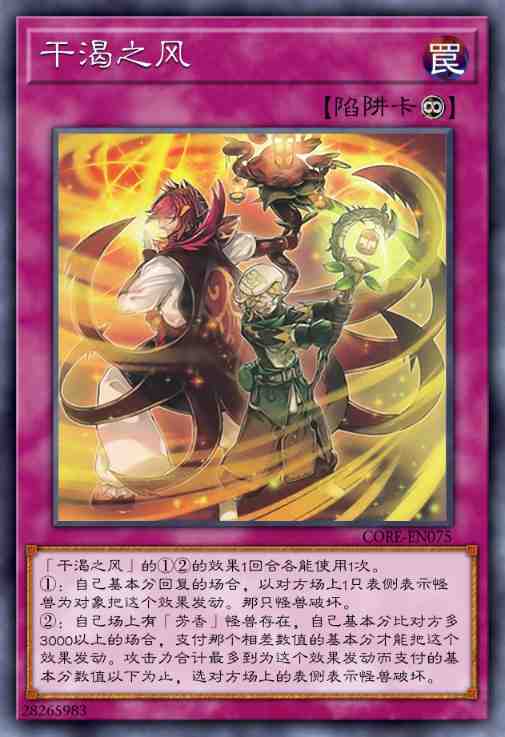 干渴之风
罠
【陷阱卡】
CORE-EN075
「干渴之风」的①②的效果1回合各能使用1次。
①：自己基本分回复的场合，以对方场上1只表侧表示怪
兽为对象把这个效果发动。那只怪兽破坏。
②：自己场上有「芳香」怪兽存在，自己基本分比对方多
3000以上的场合，支付那个相差数值的基本分才能把这个
效果发动。攻击力合计最多到为这个效果发动而支付的基
本分数值以下为止，选对方场上的表侧表示怪兽破坏。
28265983